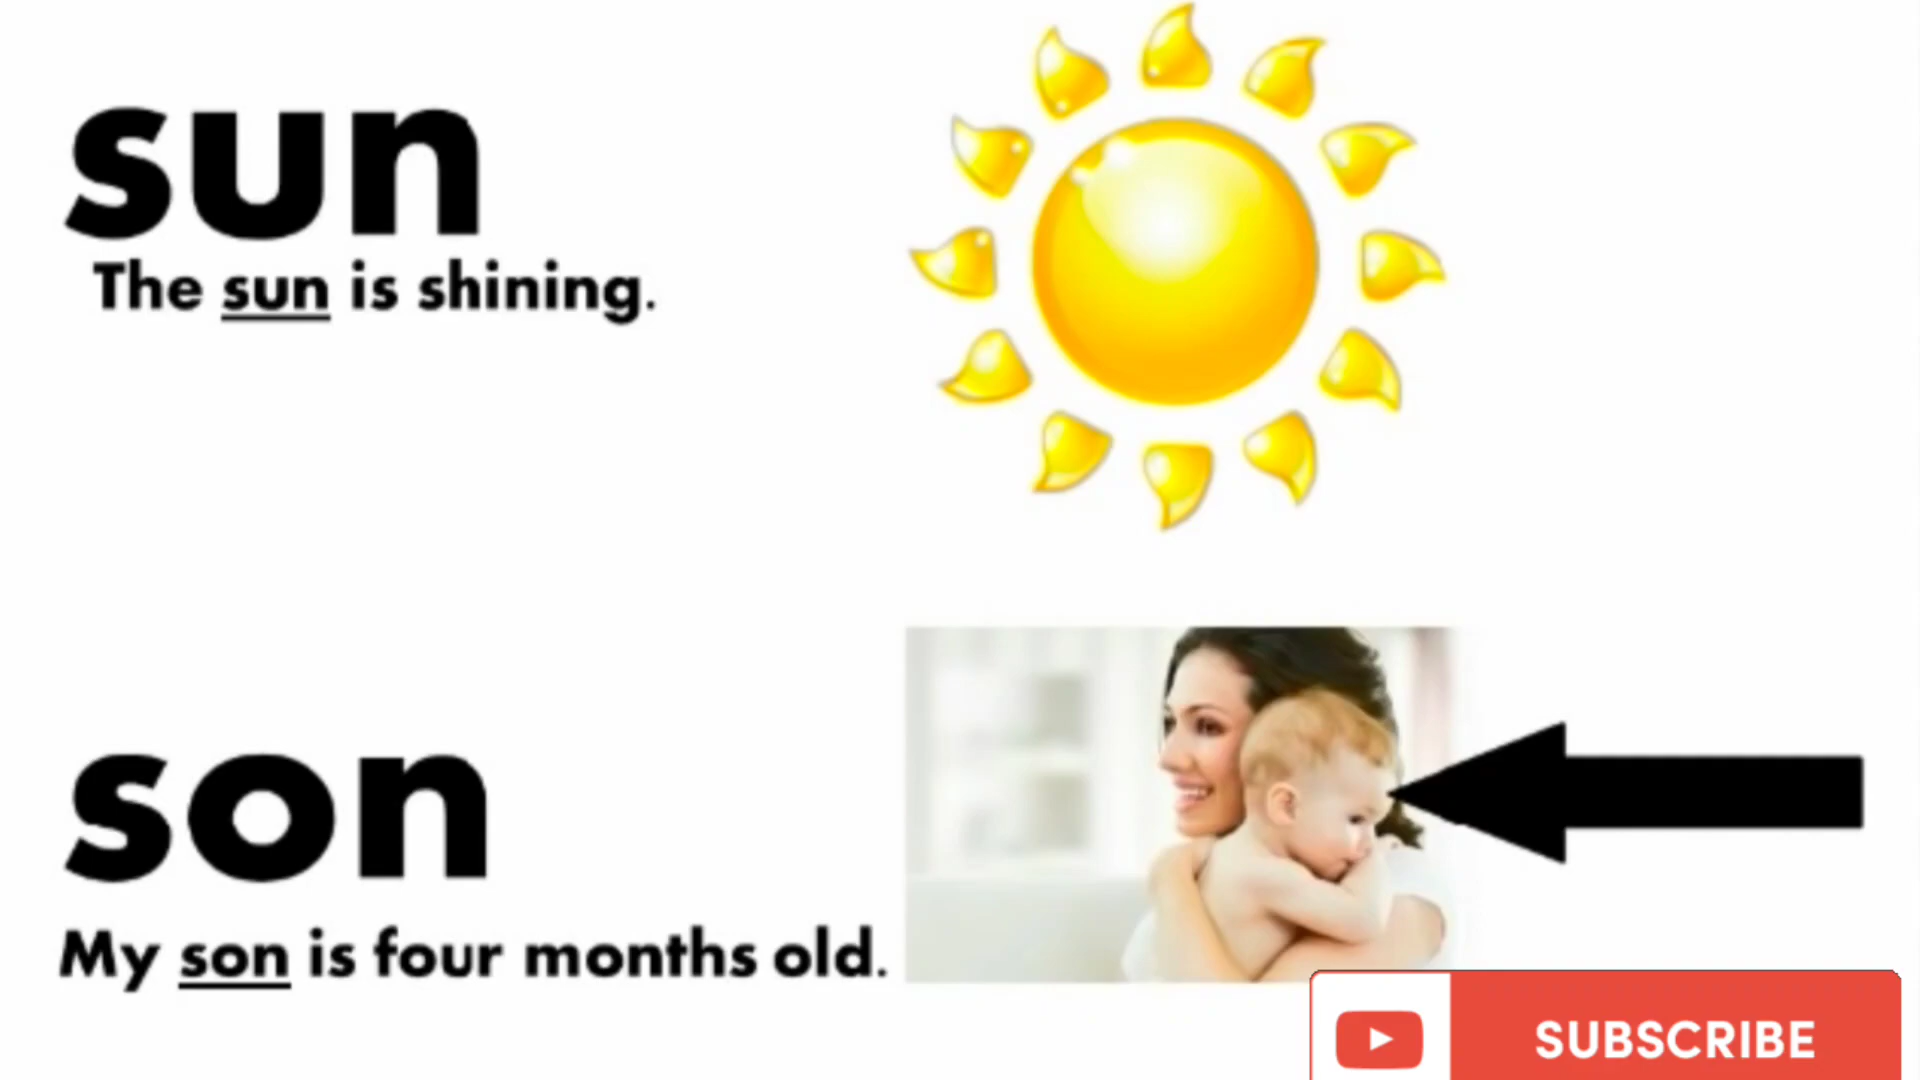 sun
The sun is shining.
son
My son is four months old.
SUBSCRIBE